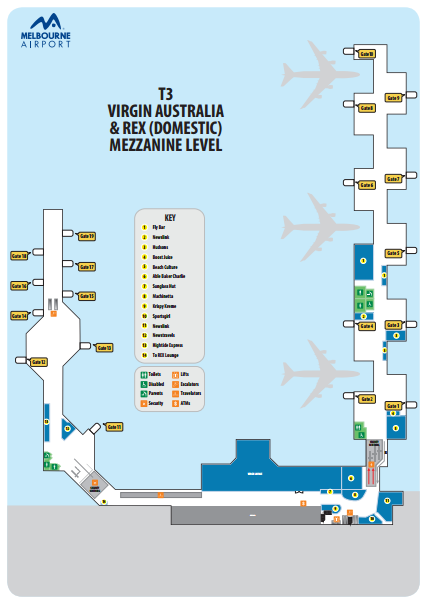 MELBOURNE
AIRPORT
T3
VIRGIN AUSTRALIA
& REX (DOMESTIC)
MEZZANINE LEVEL
Gate 10
Gate 9
Gate 8
Gate 7
Gate 6
Gate 5
Gate 4
Gate 3
Gate 2
Gate 1
Gate 19
Gate 18
Gate 17
Gate 16
Gate 15
Gate 14
Gate 13
Gate 12
Gate 11
KEY
1 Fly Bar
2 Newslink
3 Hudsons
4 Boost Juice
5 Beach Culture
6 Able Baker Charlie
7 Sunglass Hut
8 Machinetta
9 Krispy Kreme
10 Sportsgirl
11 Newslink
12 Newstravels
13 Hightide Express
14 To REX Lounge
Toilets
Lifts
Disabled
Escalators
Parents
Travelators
Security
ATMs